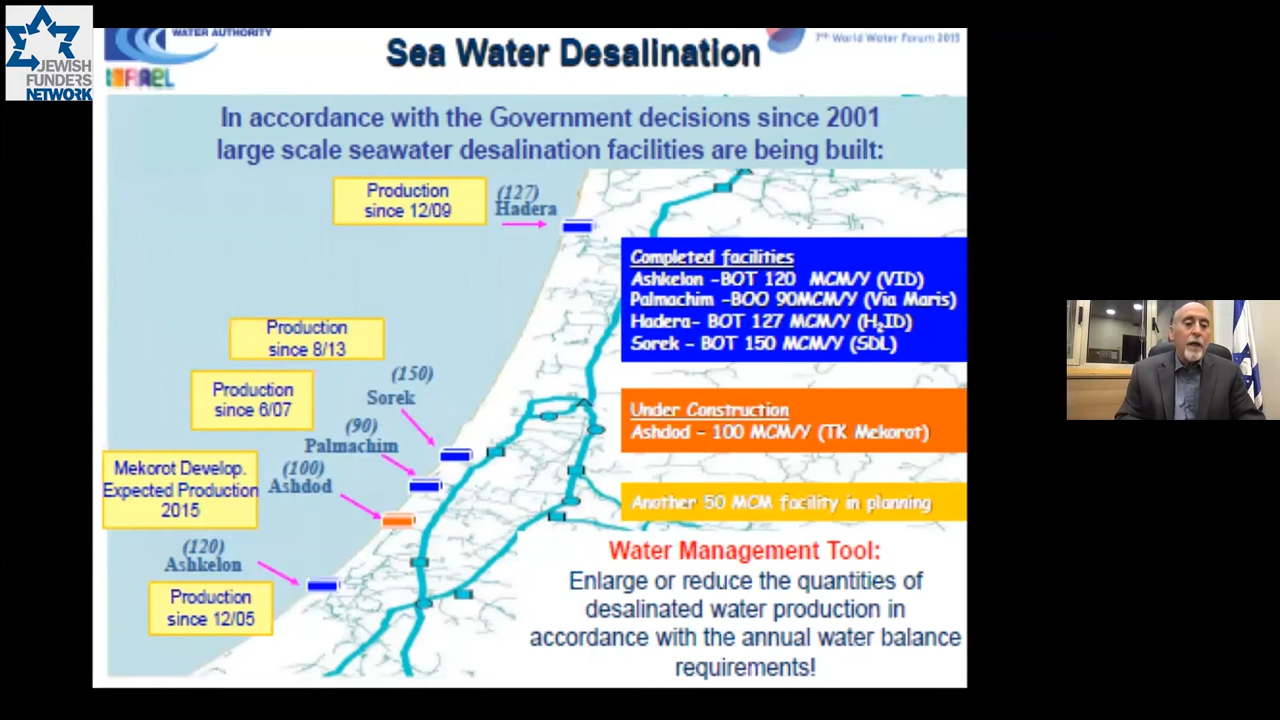 JEWISH
FUNDERS
NETWORK
WATER AUTHORITY
ISRAEL
Sea Water Desalination
7th World Water Forum 2015
In accordance with the Government decisions since 2001
large scale seawater desalination facilities are being built:
Production
since 12/09
(127)
Hadera
Completed facilities
Ashkelon -BOT 120 MCM/Y (VID)
Palmachim -BOO 90MCM/Y (Via Maris)
Hadera- BOT 127 MCM/Y (H2ID)
Sorek - BOT 150 MCM/Y (SDL)
Production
since 8/13
(150)
Sorek
Production
since 6/07
(90)
Palmachim
Under Construction
Ashdod - 100 MCM/Y (TK Mekorot)
Mekorot Develop.
Expected Production
2015
(100)
Ashdod
Another 50 MCM facility in planning
(120)
Ashkelon
Production
since 12/05
Water Management Tool:
Enlarge or reduce the quantities of
desalinated water production in
accordance with the annual water balance
requirements!